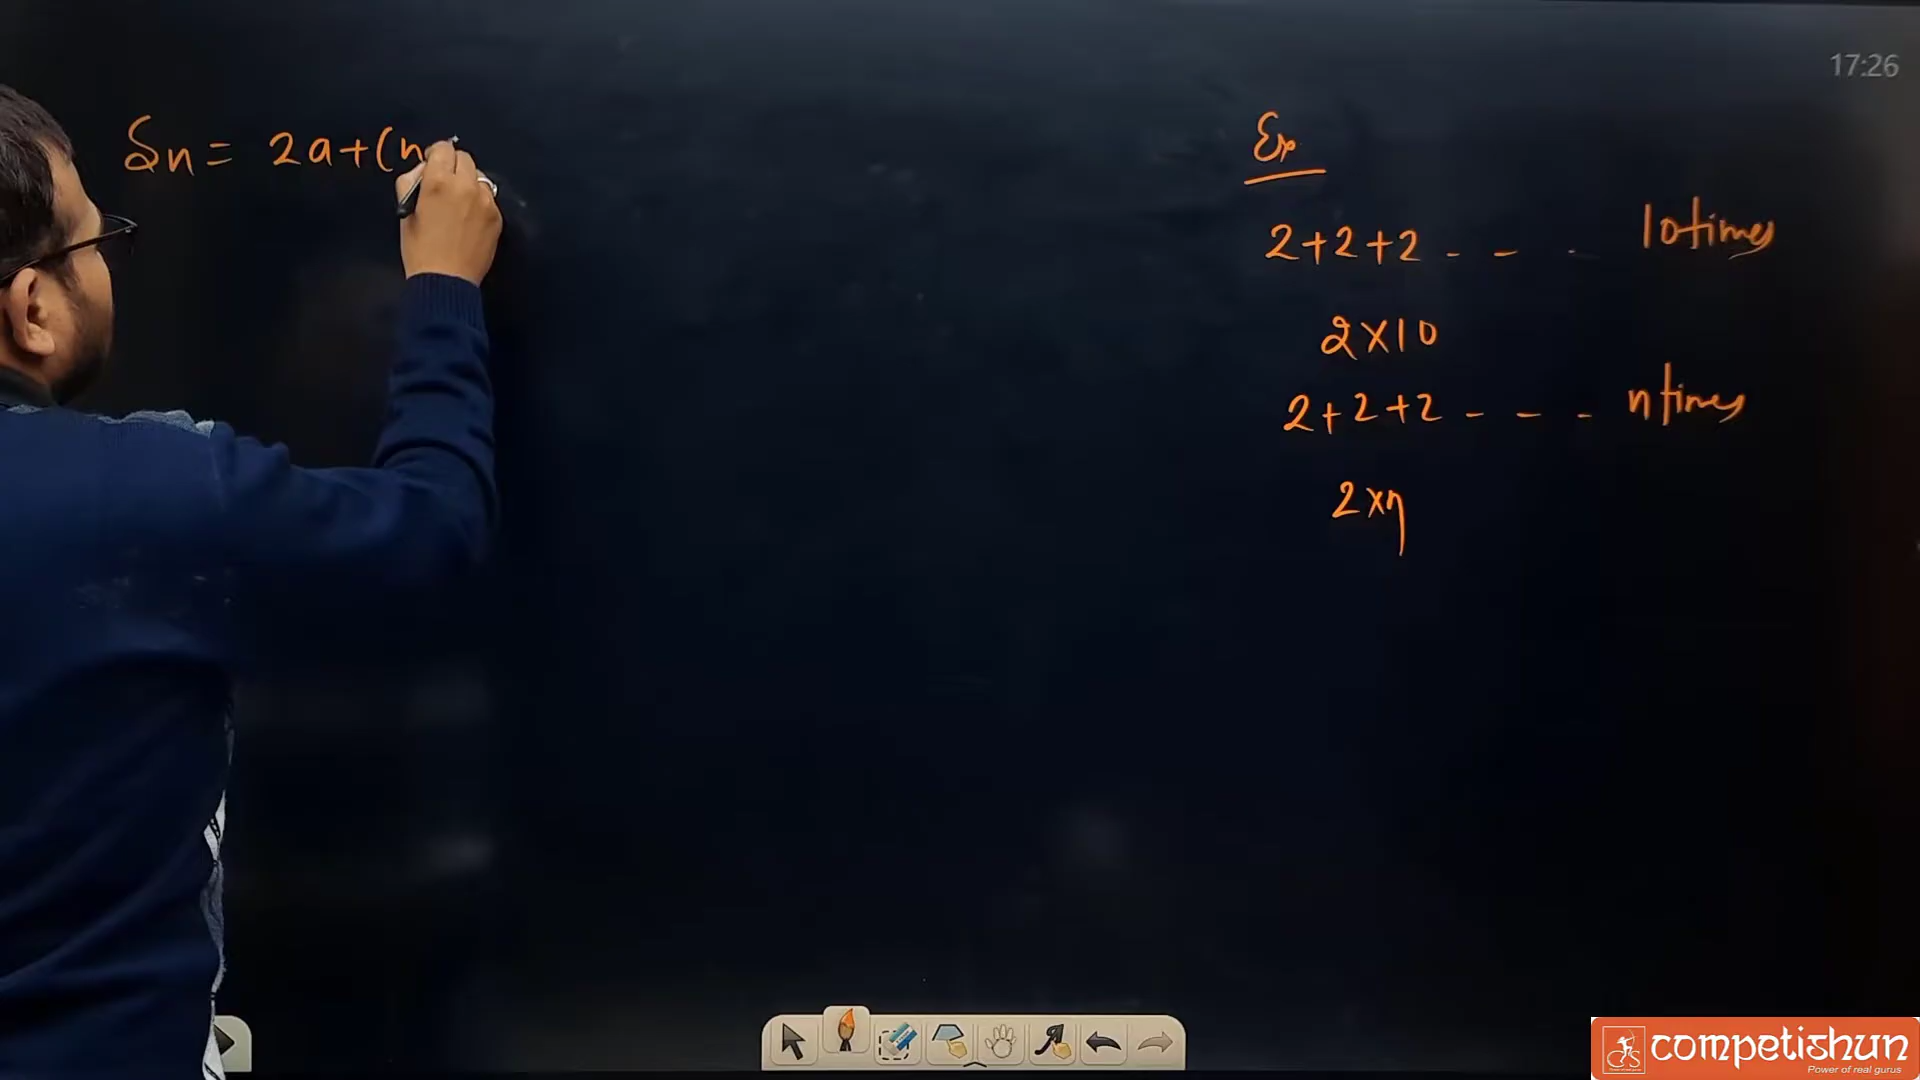 17:26
Sn = 2a+(n
Ex
2+2+2 - - - 10times
2×10
2+2+2 - - - n times
2×n
competishun
Power of real gurus